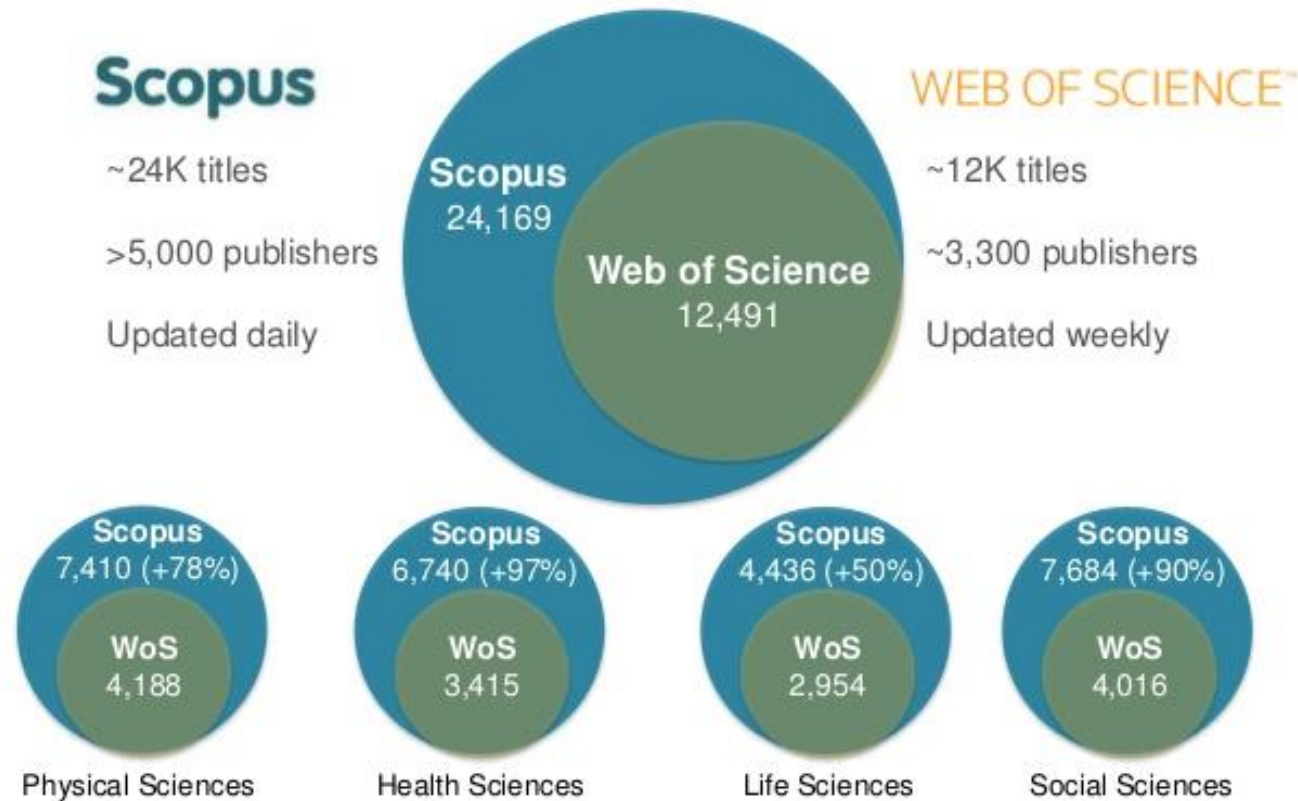 Scopus
~24K titles
>5,000 publishers
Updated daily
Scopus
24,169
Web of Science
12,491
WEB OF SCIENCE™
~12K titles
~3,300 publishers
Updated weekly
Scopus
7,410 (+78%)
WoS
4,188
Physical Sciences
Scopus
6,740 (+97%)
WoS
3,415
Health Sciences
Scopus
4,436 (+50%)
WoS
2,954
Life Sciences
Scopus
7,684 (+90%)
WoS
4,016
Social Sciences